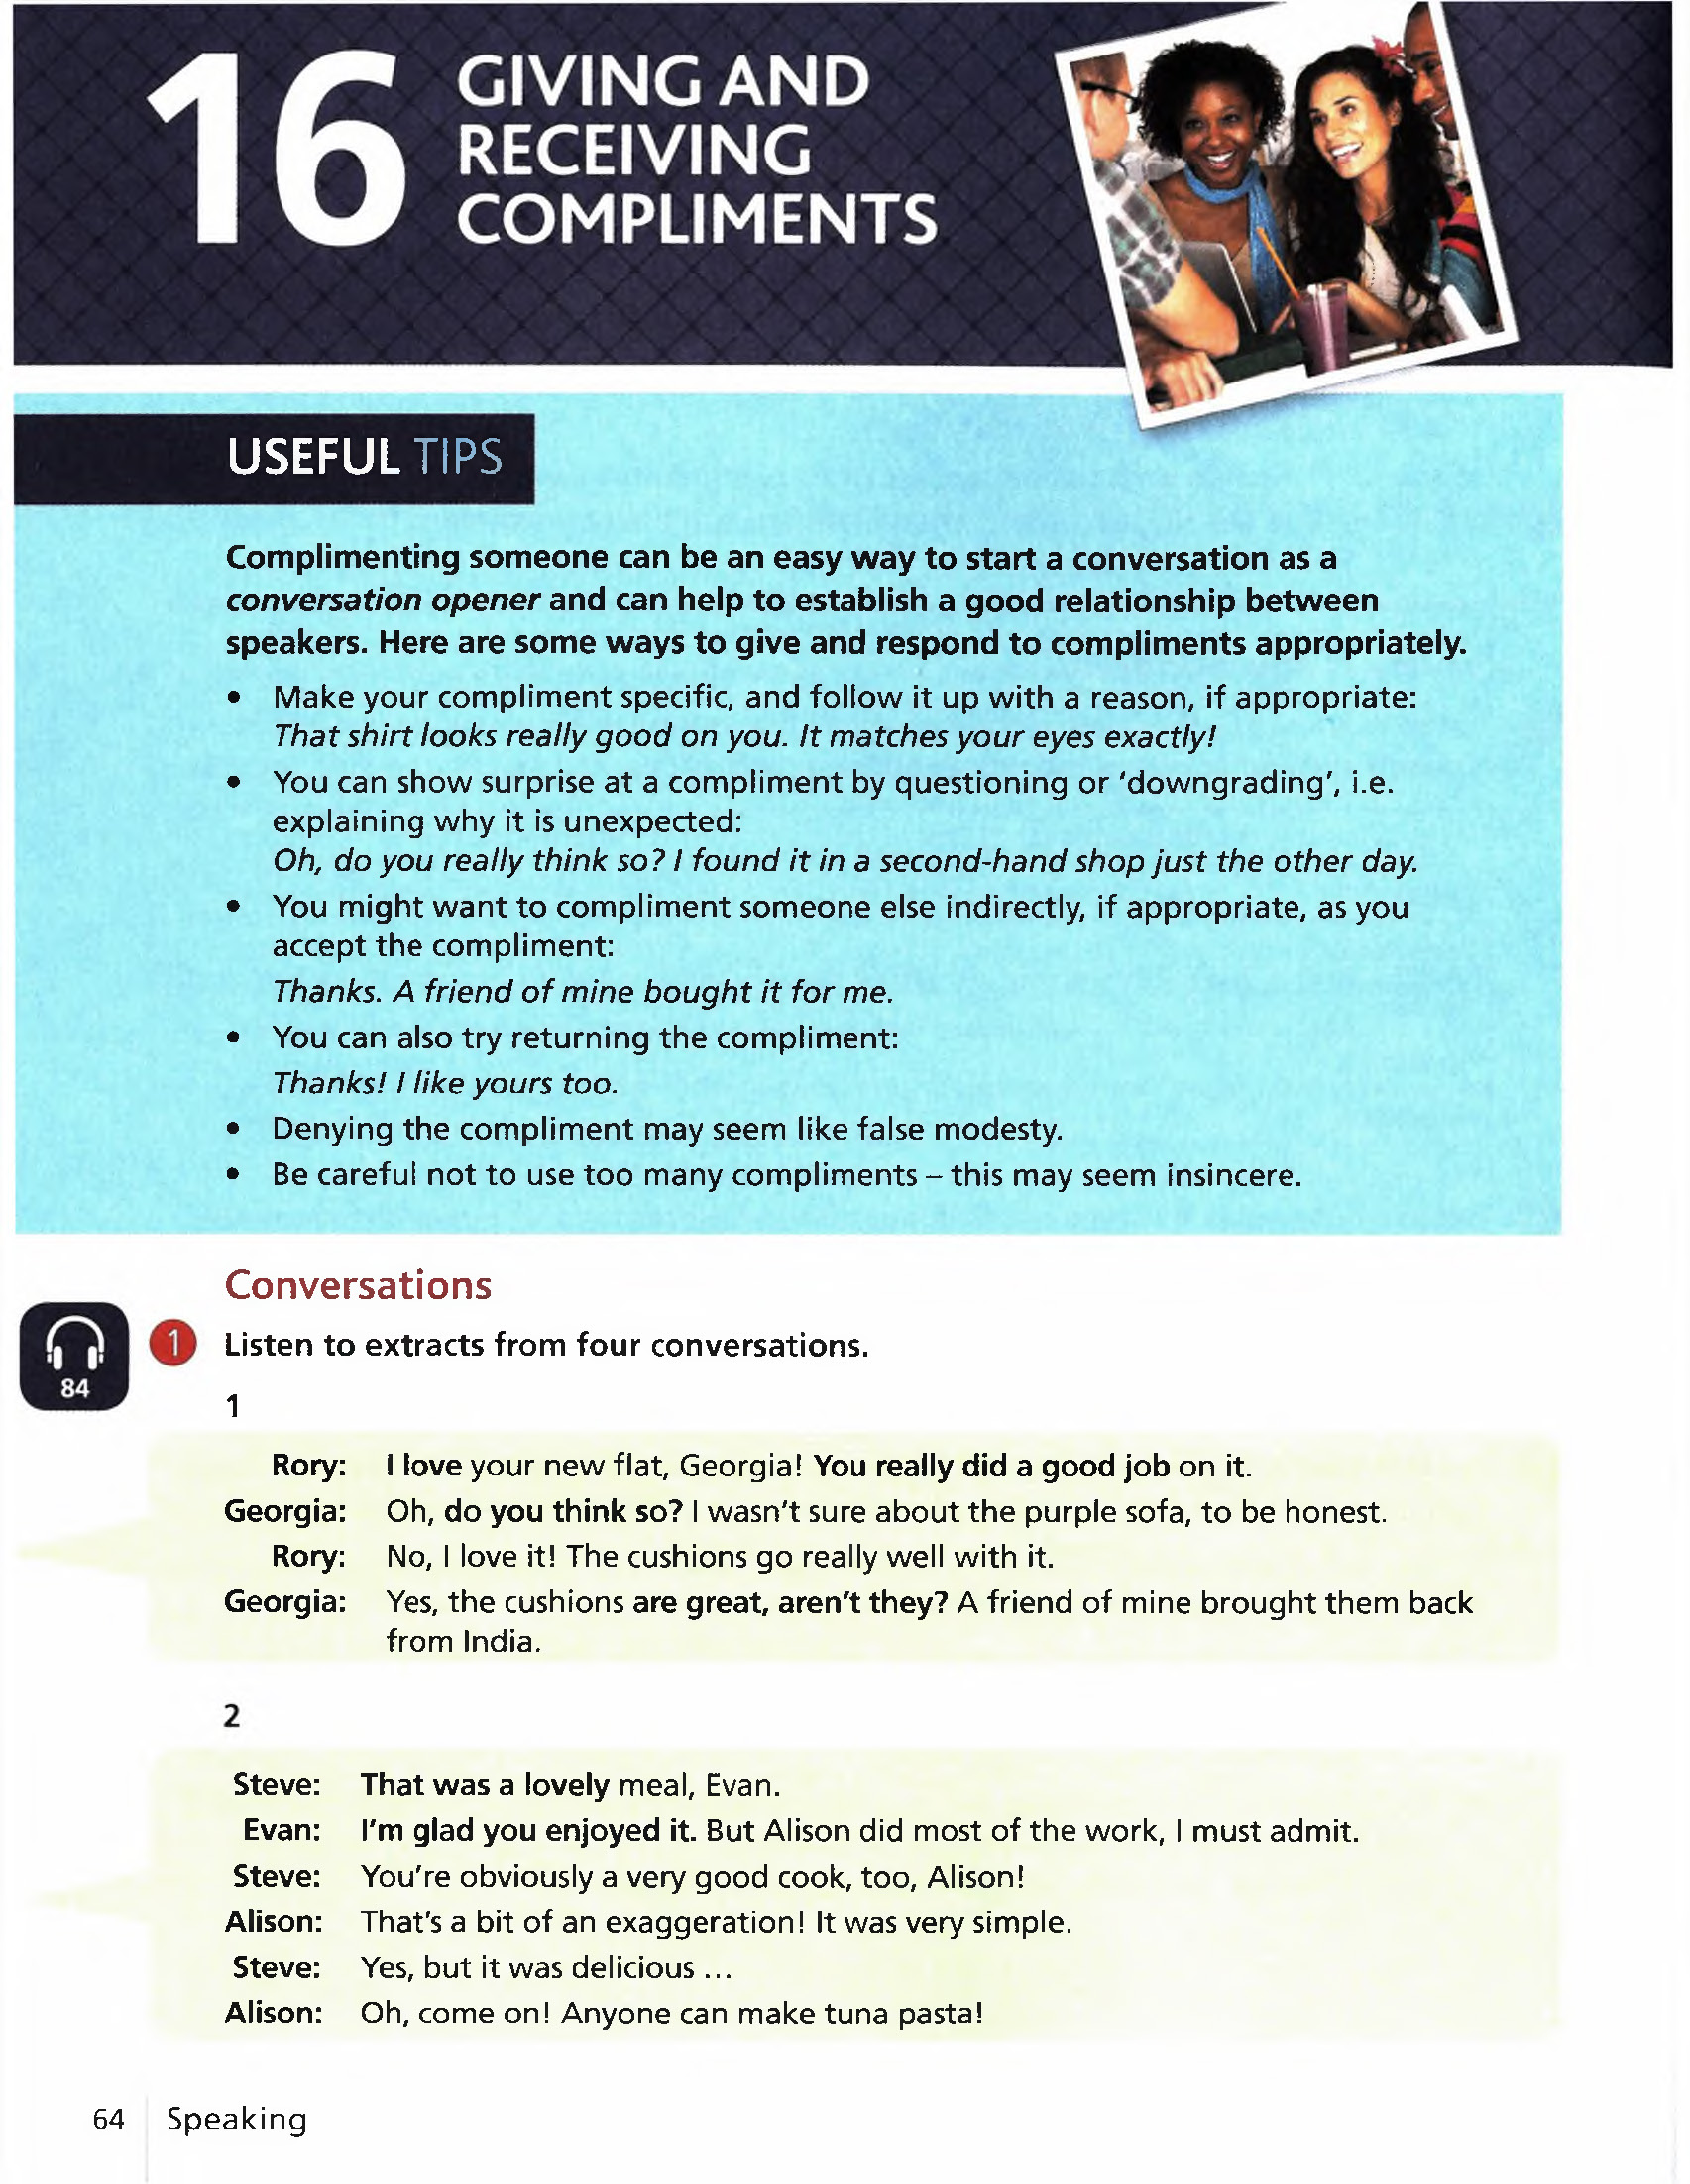 16
GIVING AND
RECEIVING
COMPLIMENTS
USEFUL TIPS
Complimenting someone can be an easy way to start a conversation as a
conversation opener and can help to establish a good relationship between
speakers. Here are some ways to give and respond to compliments appropriately.
• Make your compliment specific, and follow it up with a reason, if appropriate:
That shirt looks really good on you. It matches your eyes exactly!
• You can show surprise at a compliment by questioning or 'downgrading', i.e.
explaining why it is unexpected:
Oh, do you really think so? I found it in a second-hand shop just the other day.
• You might want to compliment someone else indirectly, if appropriate, as you
accept the compliment:
Thanks. A friend of mine bought it for me.
• You can also try returning the compliment:
Thanks! I like yours too.
• Denying the compliment may seem like false modesty.
• Be careful not to use too many compliments – this may seem insincere.
Conversations
84
1 Listen to extracts from four conversations.
1
Rory: I love your new flat, Georgia! You really did a good job on it.
Georgia: Oh, do you think so? I wasn't sure about the purple sofa, to be honest.
Rory: No, I love it! The cushions go really well with it.
Georgia: Yes, the cushions are great, aren't they? A friend of mine brought them back
from India.
2
Steve: That was a lovely meal, Evan.
Evan: I'm glad you enjoyed it. But Alison did most of the work, I must admit.
Steve: You're obviously a very good cook, too, Alison!
Alison: That's a bit of an exaggeration! It was very simple.
Steve: Yes, but it was delicious ...
Alison: Oh, come on! Anyone can make tuna pasta!
64 Speaking